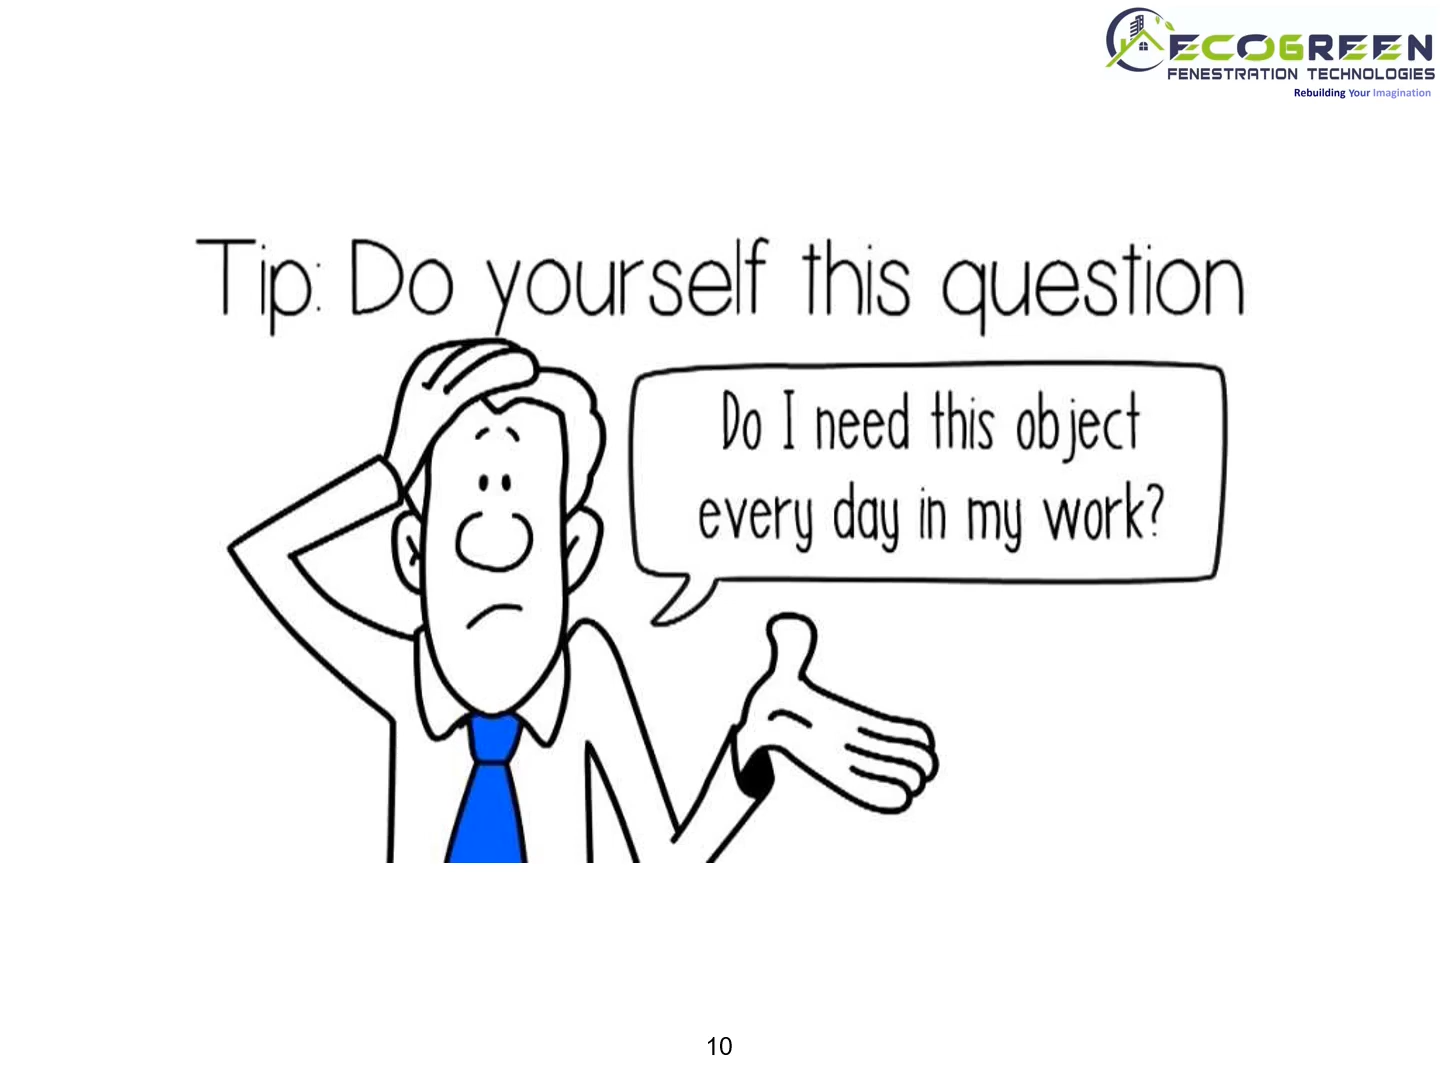 ECOGREEN
FENESTRATION TECHNOLOGIES
Rebuilding Your Imagination
Tip: Do yourself this question
Do I need this object
every day in my work?
10